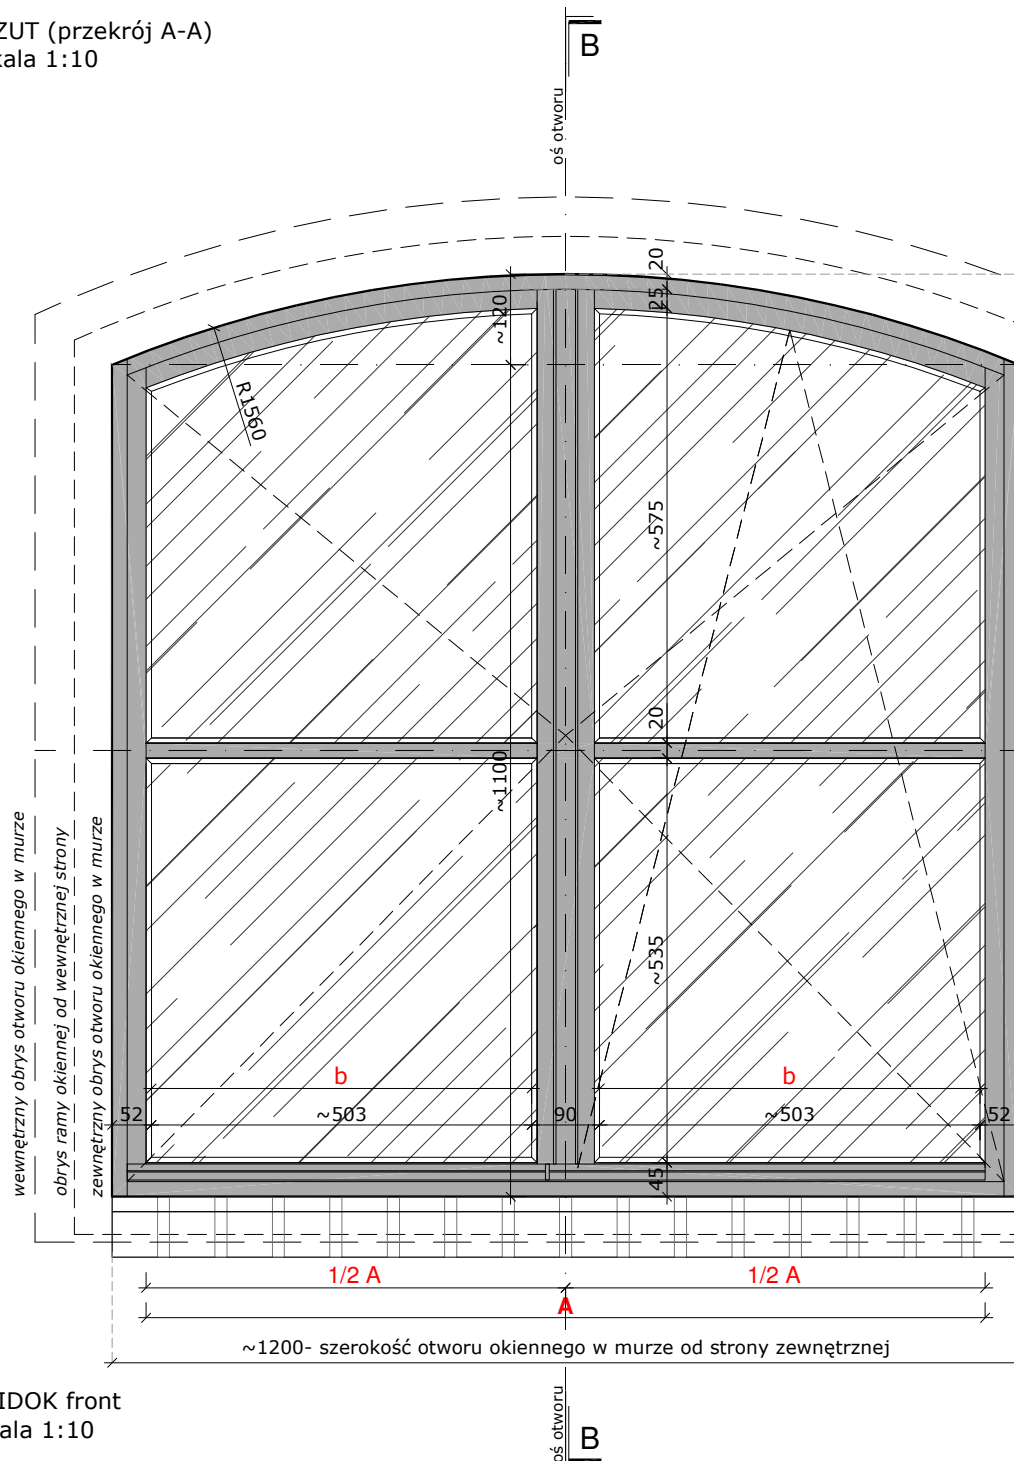 ZUT (przekrój A-A)
kala 1:10
B
oś otworu
20
25
~120
R1560
~575
20
~1100
~535
wewnętrzny obrys otworu okiennego w murze
obrys ramy okiennej od wewnętrznej strony
zewnętrzny obrys otworu okiennego w murze
b
b
52
~503
90
~503
52
45
1/2 A
1/2 A
A
~1200- szerokość otworu okiennego w murze od strony zewnętrznej
IDOK front
ala 1:10
oś otworu
B